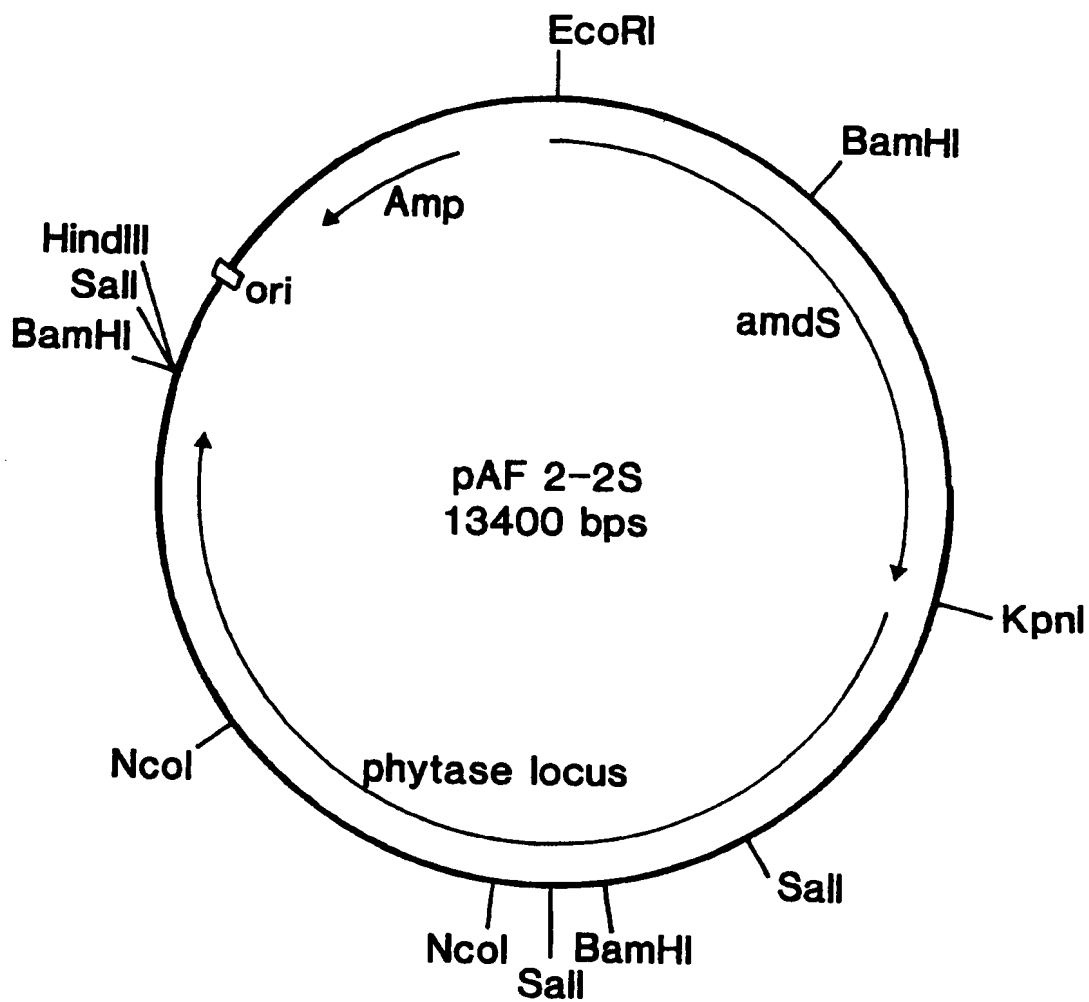 EcoRI
BamHI
Amp
HindIII
SalI
BamHI
ori
amdS
pAF 2-2S
13400 bps
KpnI
NcoI
phytase locus
SalI
NcoI
BamHI
SalI